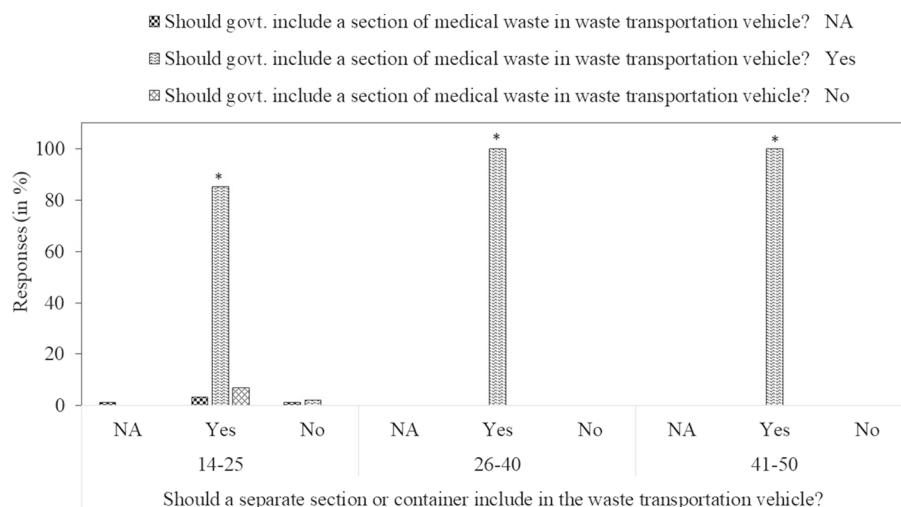 Should govt. include a section of medical waste in waste transportation vehicle? NA
Should govt. include a section of medical waste in waste transportation vehicle? Yes
Should govt. include a section of medical waste in waste transportation vehicle? No
Responses (in %)
100
80
60
40
20
0
* * *
NA Yes No NA Yes No NA Yes No
14-25 26-40 41-50
Should a separate section or container include in the waste transportation vehicle?